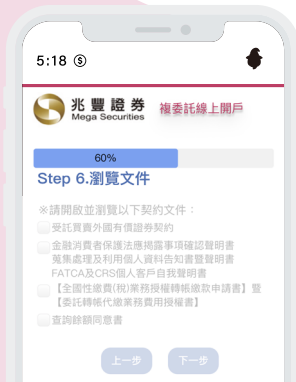 5:18 Ⓢ
兆豐證券 複委託線上開戶
Mega Securities
60%
Step 6.瀏覽文件
※請開啟並瀏覽以下契約文件：
受託買賣外國有價證券契約
金融消費者保護法應揭露事項確認聲明書
蒐集處理及利用個人資料告知書暨聲明書
FATCA及CRS個人客戶自我聲明書
【全國性繳費(稅)業務授權轉帳繳款申請書】暨
【委託轉帳代繳業務費用授權書】
查詢餘額同意書
上一步 下一步